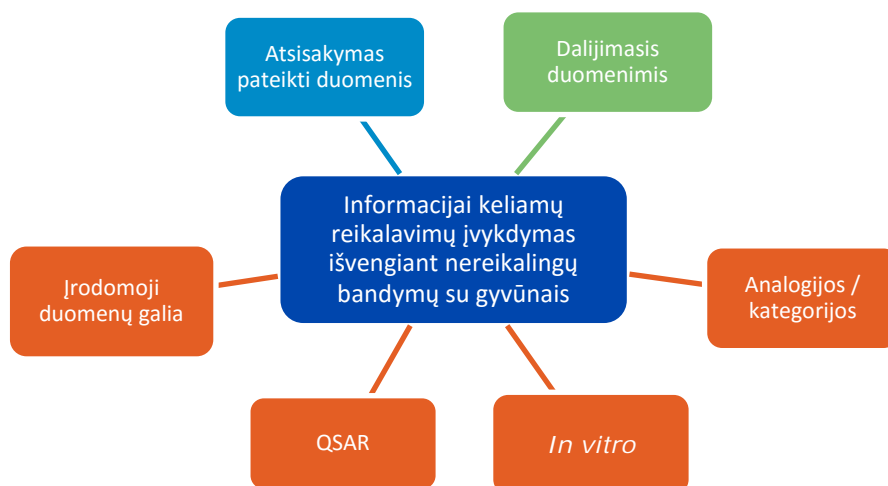 Atsisakymas
pateikti duomenis
Dalijimasis
duomenimis
Informacijai keliamų
reikalavimų įvykdymas
išvengiant nereikalingų
bandymų su gyvūnais
Įrodomoji
duomenų galia
Analogijos /
kategorijos
QSAR
In vitro